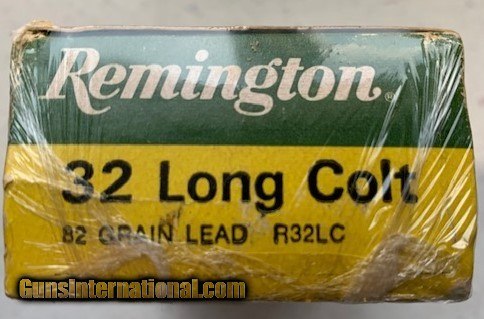 Remington®
32 Long Colt
82 GRAIN LEAD R32LC
GunsInternational.com